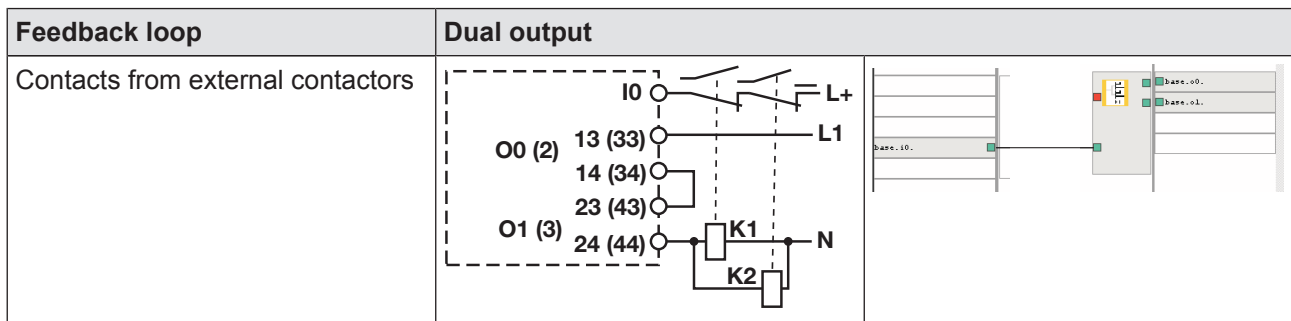 Feedback loop
Dual output
Contacts from external contactors
I0
L+
O0 (2)
13 (33)
L1
14 (34)
23 (43)
O1 (3)
24 (44)
K1
N
K2
base.i0.
base.o0.
base.o1.